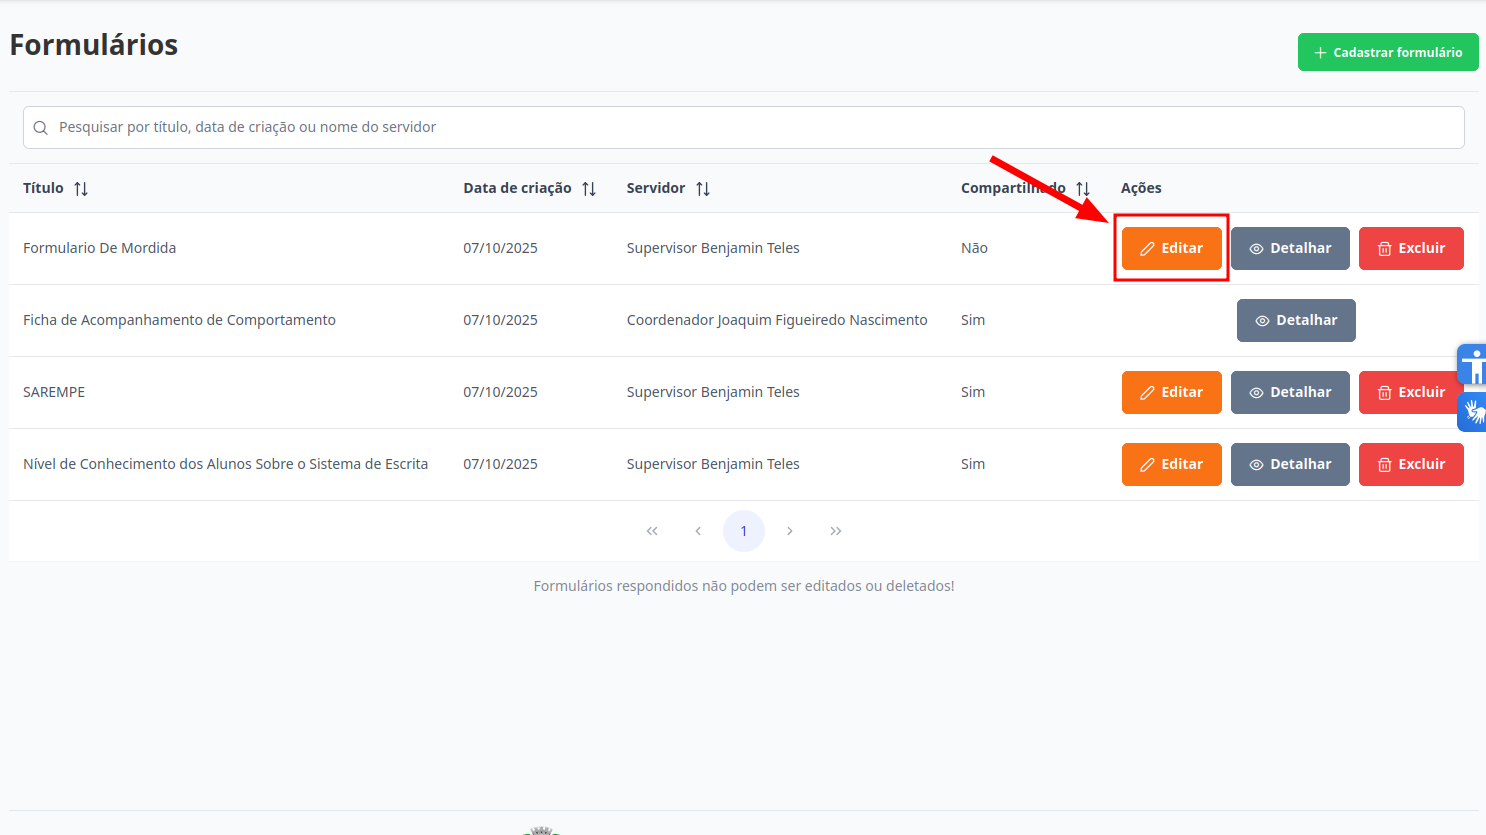 Formulários
Cadastrar formulário
Pesquisar por título, data de criação ou nome do servidor
Título Data de criação Servidor Compartilhado Ações
Formulario De Mordida 07/10/2025 Supervisor Benjamin Teles Não Editar Detalhar Excluir
Ficha de Acompanhamento de Comportamento 07/10/2025 Coordenador Joaquim Figueiredo Nascimento Sim Detalhar
SAREMPE 07/10/2025 Supervisor Benjamin Teles Sim Editar Detalhar Excluir
Nível de Conhecimento dos Alunos Sobre o Sistema de Escrita 07/10/2025 Supervisor Benjamin Teles Sim Editar Detalhar Excluir
1
Formulários respondidos não podem ser editados ou deletados!